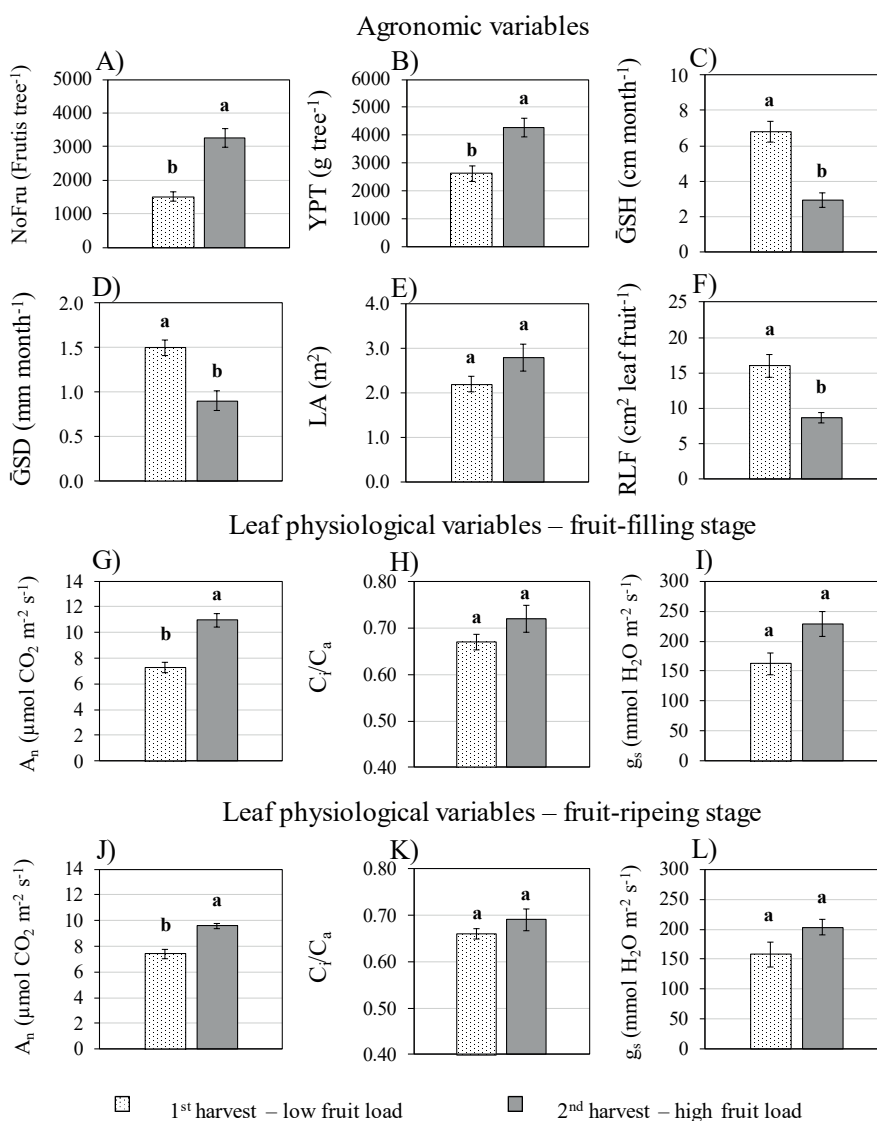 Agronomic variables
A) B) C)
NoFru (Frutis tree⁻¹)
5000
4000
3000
2000
1000
0
b a
YPT (g tree⁻¹)
6000
5000
4000
3000
2000
1000
0
b a
ḠSH (cm month⁻¹)
8
6
4
2
0
a b
D) E) F)
ḠSD (mm month⁻¹)
2.0
1.5
1.0
0.5
0.0
a b
LA (m²)
4.0
3.0
2.0
1.0
0.0
a a
RLF (cm² leaf fruit⁻¹)
25
20
15
10
5
0
a b
Leaf physiological variables – fruit-filling stage
G) H) I)
Aₙ (µmol CO₂ m⁻² s⁻¹)
14
12
10
8
6
4
2
0
b a
Cᵢ/Cₐ
0.80
0.70
0.60
0.50
0.40
a a
gₛ (mmol H₂O m⁻² s⁻¹)
300
250
200
150
100
50
0
a a
Leaf physiological variables – fruit-ripeing stage
J) K) L)
Aₙ (µmol CO₂ m⁻² s⁻¹)
14
12
10
8
6
4
2
0
b a
Cᵢ/Cₐ
0.80
0.70
0.60
0.50
0.40
a a
gₛ (mmol H₂O m⁻² s⁻¹)
300
250
200
150
100
50
0
a a
1ˢᵗ harvest – low fruit load
2ⁿᵈ harvest – high fruit load